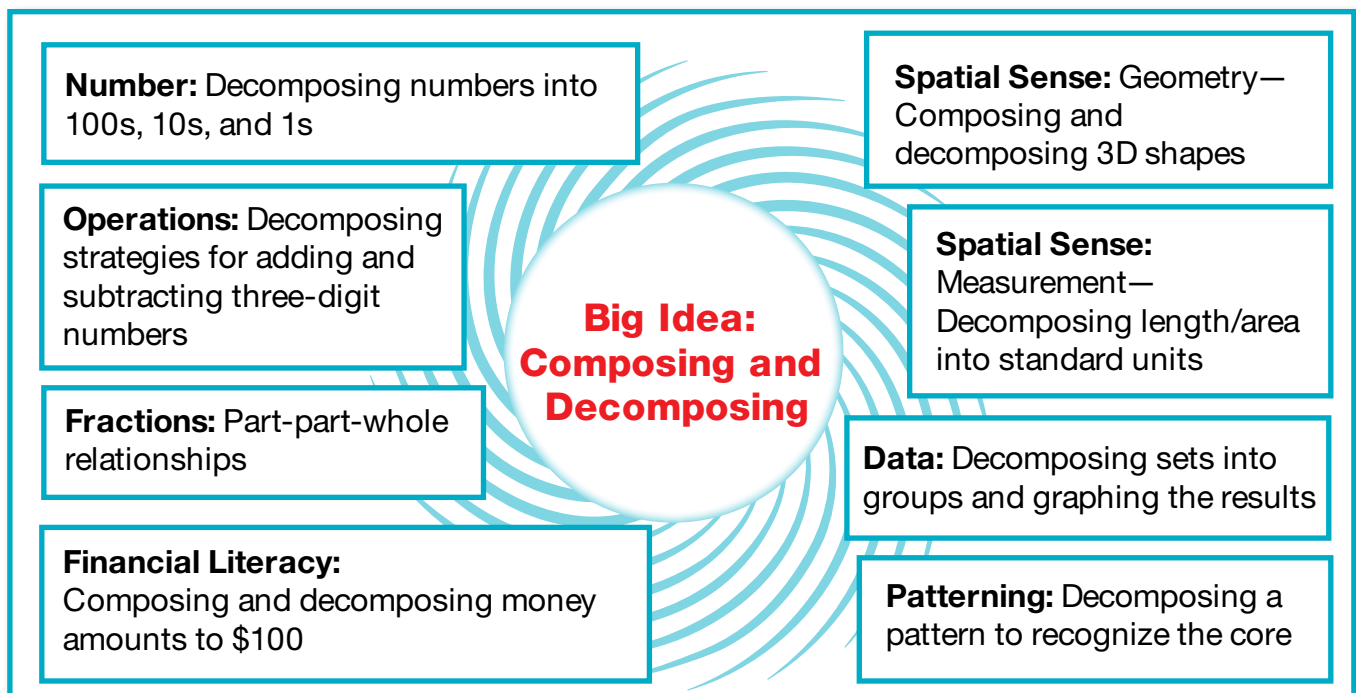 Number: Decomposing numbers into
100s, 10s, and 1s
Operations: Decomposing
strategies for adding and
subtracting three-digit
numbers
Fractions: Part-part-whole
relationships
Financial Literacy:
Composing and decomposing money
amounts to $100
Big Idea:
Composing and
Decomposing
Spatial Sense: Geometry—
Composing and
decomposing 3D shapes
Spatial Sense:
Measurement—
Decomposing length/area
into standard units
Data: Decomposing sets into
groups and graphing the results
Patterning: Decomposing a
pattern to recognize the core